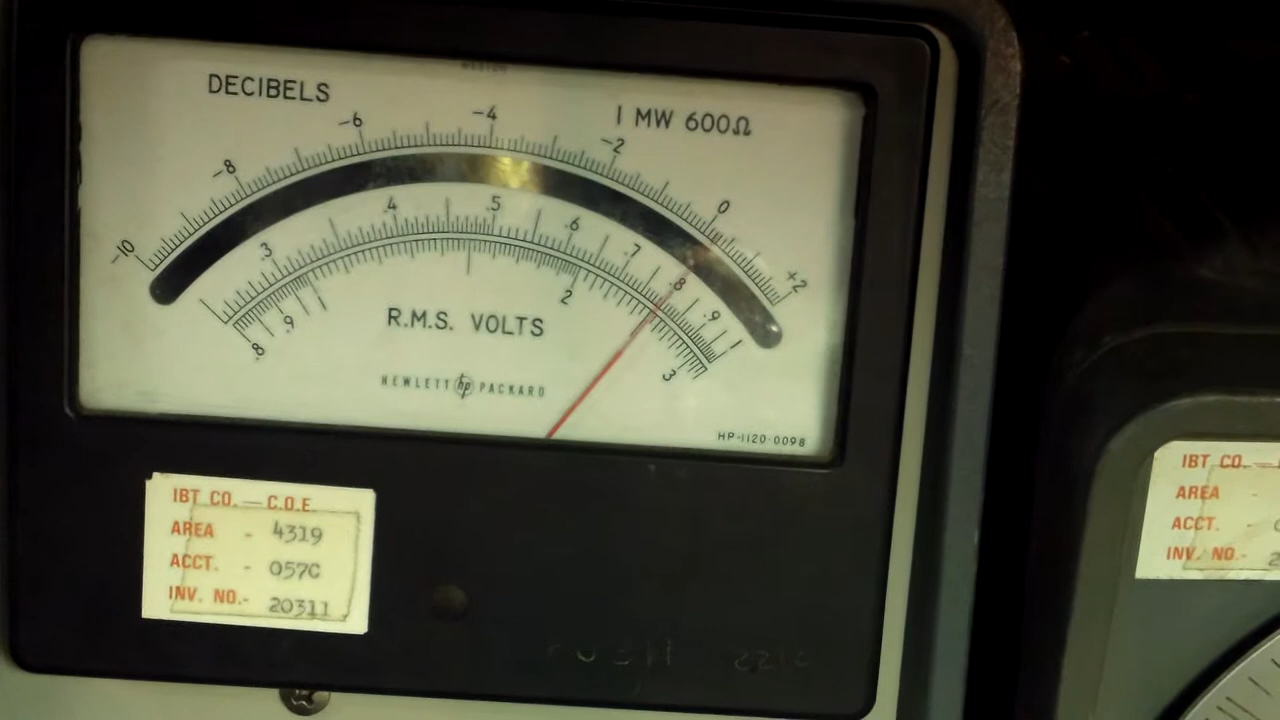 DECIBELS
1 MW 600Ω
-10 -8 -6 -4 -2 0 +2
.3 .4 .5 .6 .7 .8 .9 1
.8 .9 2 3
R.M.S. VOLTS
HEWLETT hp PACKARD
HP-1120-0098
IBT CO. — C.O.E.
AREA - 4319
ACCT. - 057C
INV. NO.- 20311
IBT CO.
AREA -
ACCT. -
INV. NO.- 2